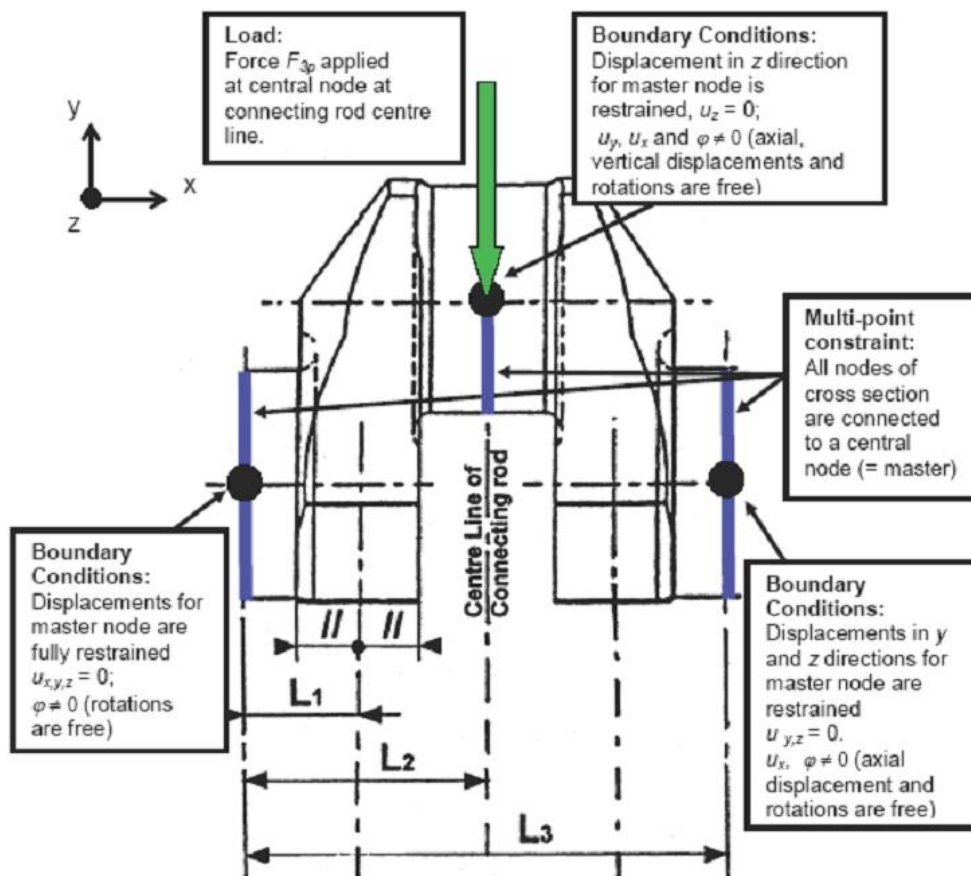 Load:
Force F3p applied
at central node at
connecting rod centre
line.
Boundary Conditions:
Displacement in z direction
for master node is
restrained, uz = 0;
uy, ux and φ ≠ 0 (axial,
vertical displacements and
rotations are free)
y
x
z
Multi-point
constraint:
All nodes of
cross section
are connected
to a central
node (= master)
Boundary
Conditions:
Displacements for
master node are
fully restrained
ux,y,z = 0;
φ ≠ 0 (rotations
are free)
Centre Line of
Connecting rod
Boundary
Conditions:
Displacements in y
and z directions for
master node are
restrained
u y,z = 0.
ux, φ ≠ 0 (axial
displacement and
rotations are free)
// //
L1
L2
L3